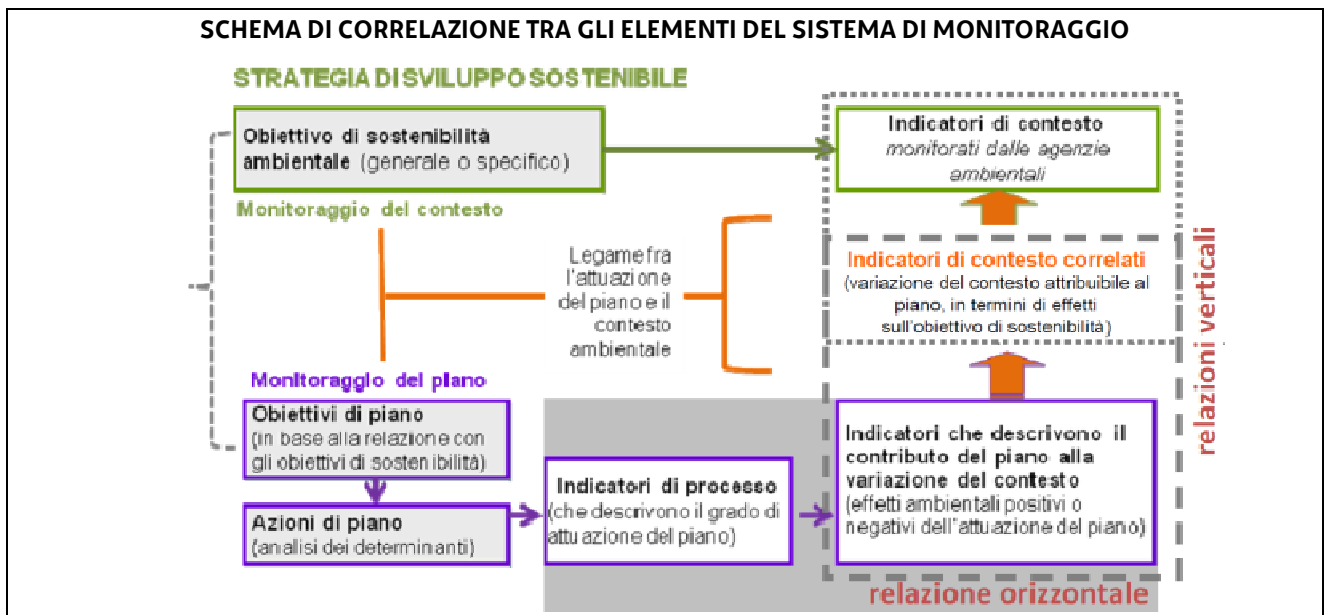 SCHEMA DI CORRELAZIONE TRA GLI ELEMENTI DEL SISTEMA DI MONITORAGGIO
STRATEGIA DI SVILUPPO SOSTENIBILE
Obiettivo di sostenibilità
ambientale (generale o specifico)
Indicatori di contesto
monitorati dalle agenzie
ambientali
Monitoraggio del contesto
Legame fra
l'attuazione
del piano e il
contesto
ambientale
Indicatori di contesto correlati
(variazione del contesto attribuibile al
piano, in termini di effetti
sull'obiettivo di sostenibilità)
relazioni verticali
Monitoraggio del piano
Obiettivi di piano
(in base alla relazione con
gli obiettivi di sostenibilità)
Azioni di piano
(analisi dei determinanti)
Indicatori di processo
(che descrivono il grado di
attuazione del piano)
Indicatori che descrivono il
contributo del piano alla
variazione del contesto
(effetti ambientali positivi o
negativi dell'attuazione del piano)
relazione orizzontale